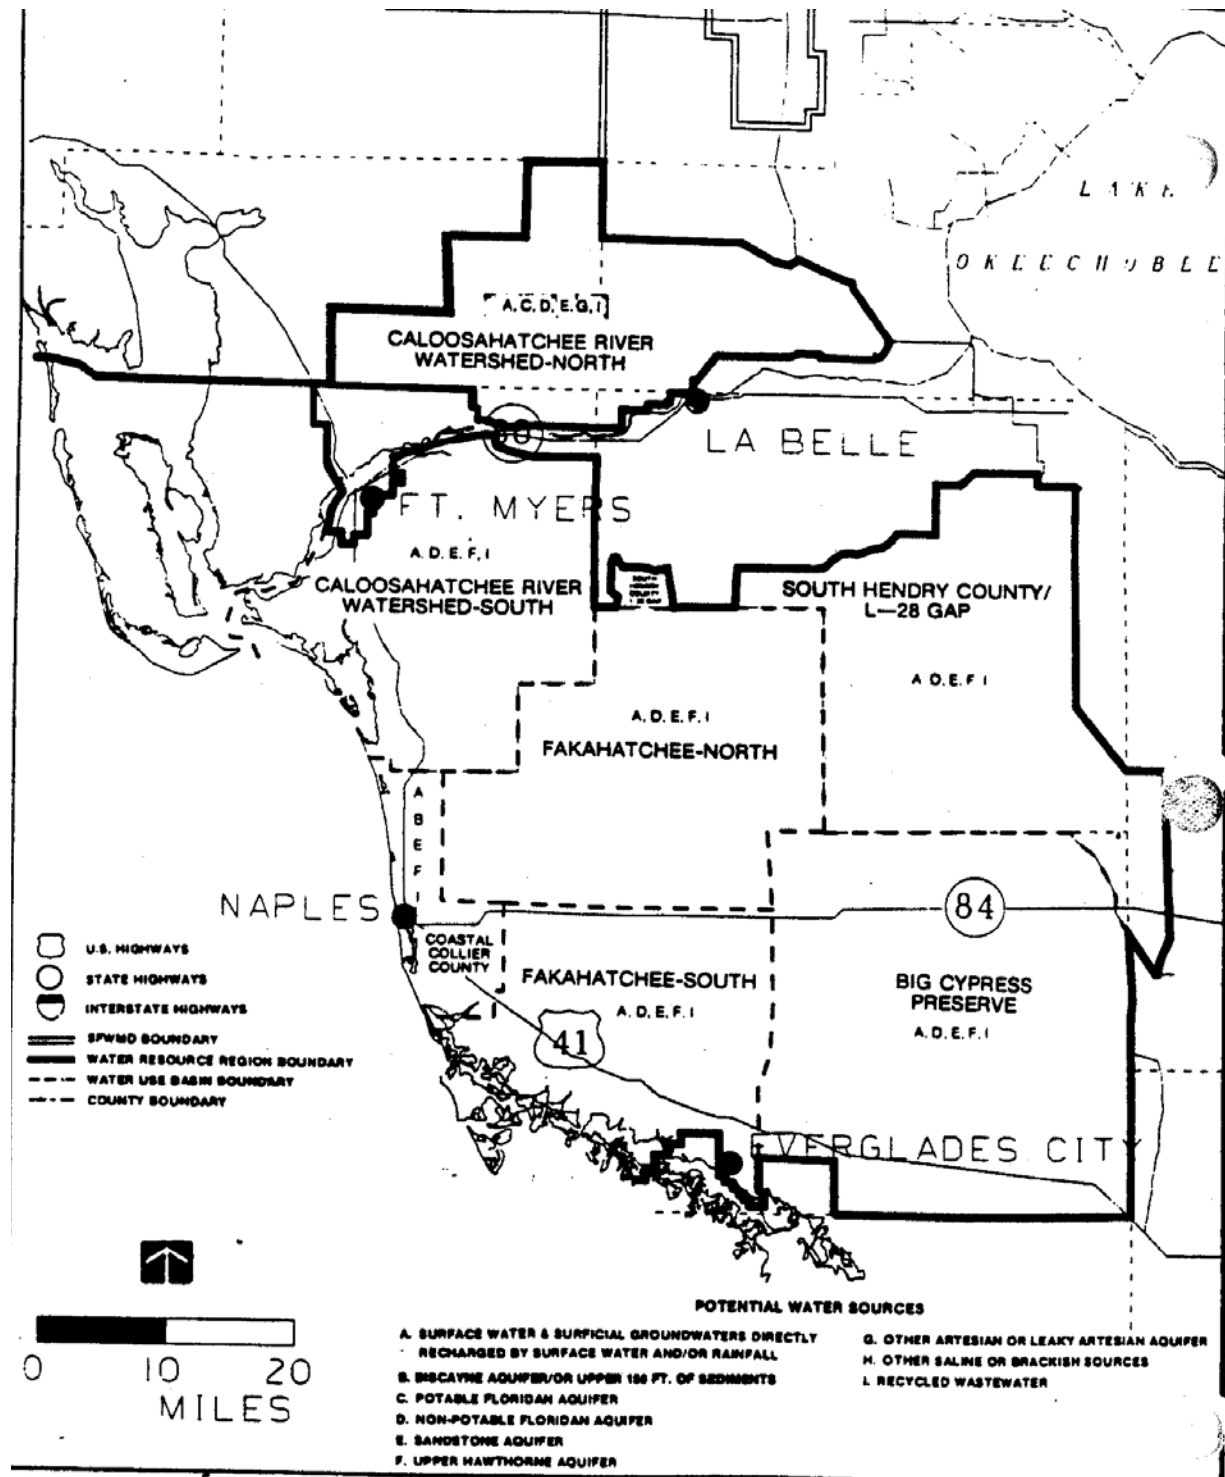 LAKE
OKEECHOBEE
A, C, D, E, G, I
CALOOSAHATCHEE RIVER
WATERSHED-NORTH
80
LA BELLE
FT. MYERS
A, D, E, F, I
CALOOSAHATCHEE RIVER
WATERSHED-SOUTH
SOUTH
HENDRY
COUNTY
L-28 GAP
SOUTH HENDRY COUNTY/
L—28 GAP
A, D, E, F, I
A, D, E, F, I
FAKAHATCHEE-NORTH
A
B
E
F
I
NAPLES
84
COASTAL
COLLIER
COUNTY
FAKAHATCHEE-SOUTH
A, D, E, F, I
BIG CYPRESS
PRESERVE
A, D, E, F, I
41
EVERGLADES CITY
U.S. HIGHWAYS
STATE HIGHWAYS
INTERSTATE HIGHWAYS
SFWMD BOUNDARY
WATER RESOURCE REGION BOUNDARY
WATER USE BASIN BOUNDARY
COUNTY BOUNDARY
0 10 20
MILES
POTENTIAL WATER SOURCES
A. SURFACE WATER & SURFICIAL GROUNDWATERS DIRECTLY
RECHARGED BY SURFACE WATER AND/OR RAINFALL
B. BISCAYNE AQUIFER/OR UPPER 150 FT. OF SEDIMENTS
C. POTABLE FLORIDAN AQUIFER
D. NON-POTABLE FLORIDAN AQUIFER
E. SANDSTONE AQUIFER
F. UPPER HAWTHORNE AQUIFER
G. OTHER ARTESIAN OR LEAKY ARTESIAN AQUIFER
H. OTHER SALINE OR BRACKISH SOURCES
I. RECYCLED WASTEWATER